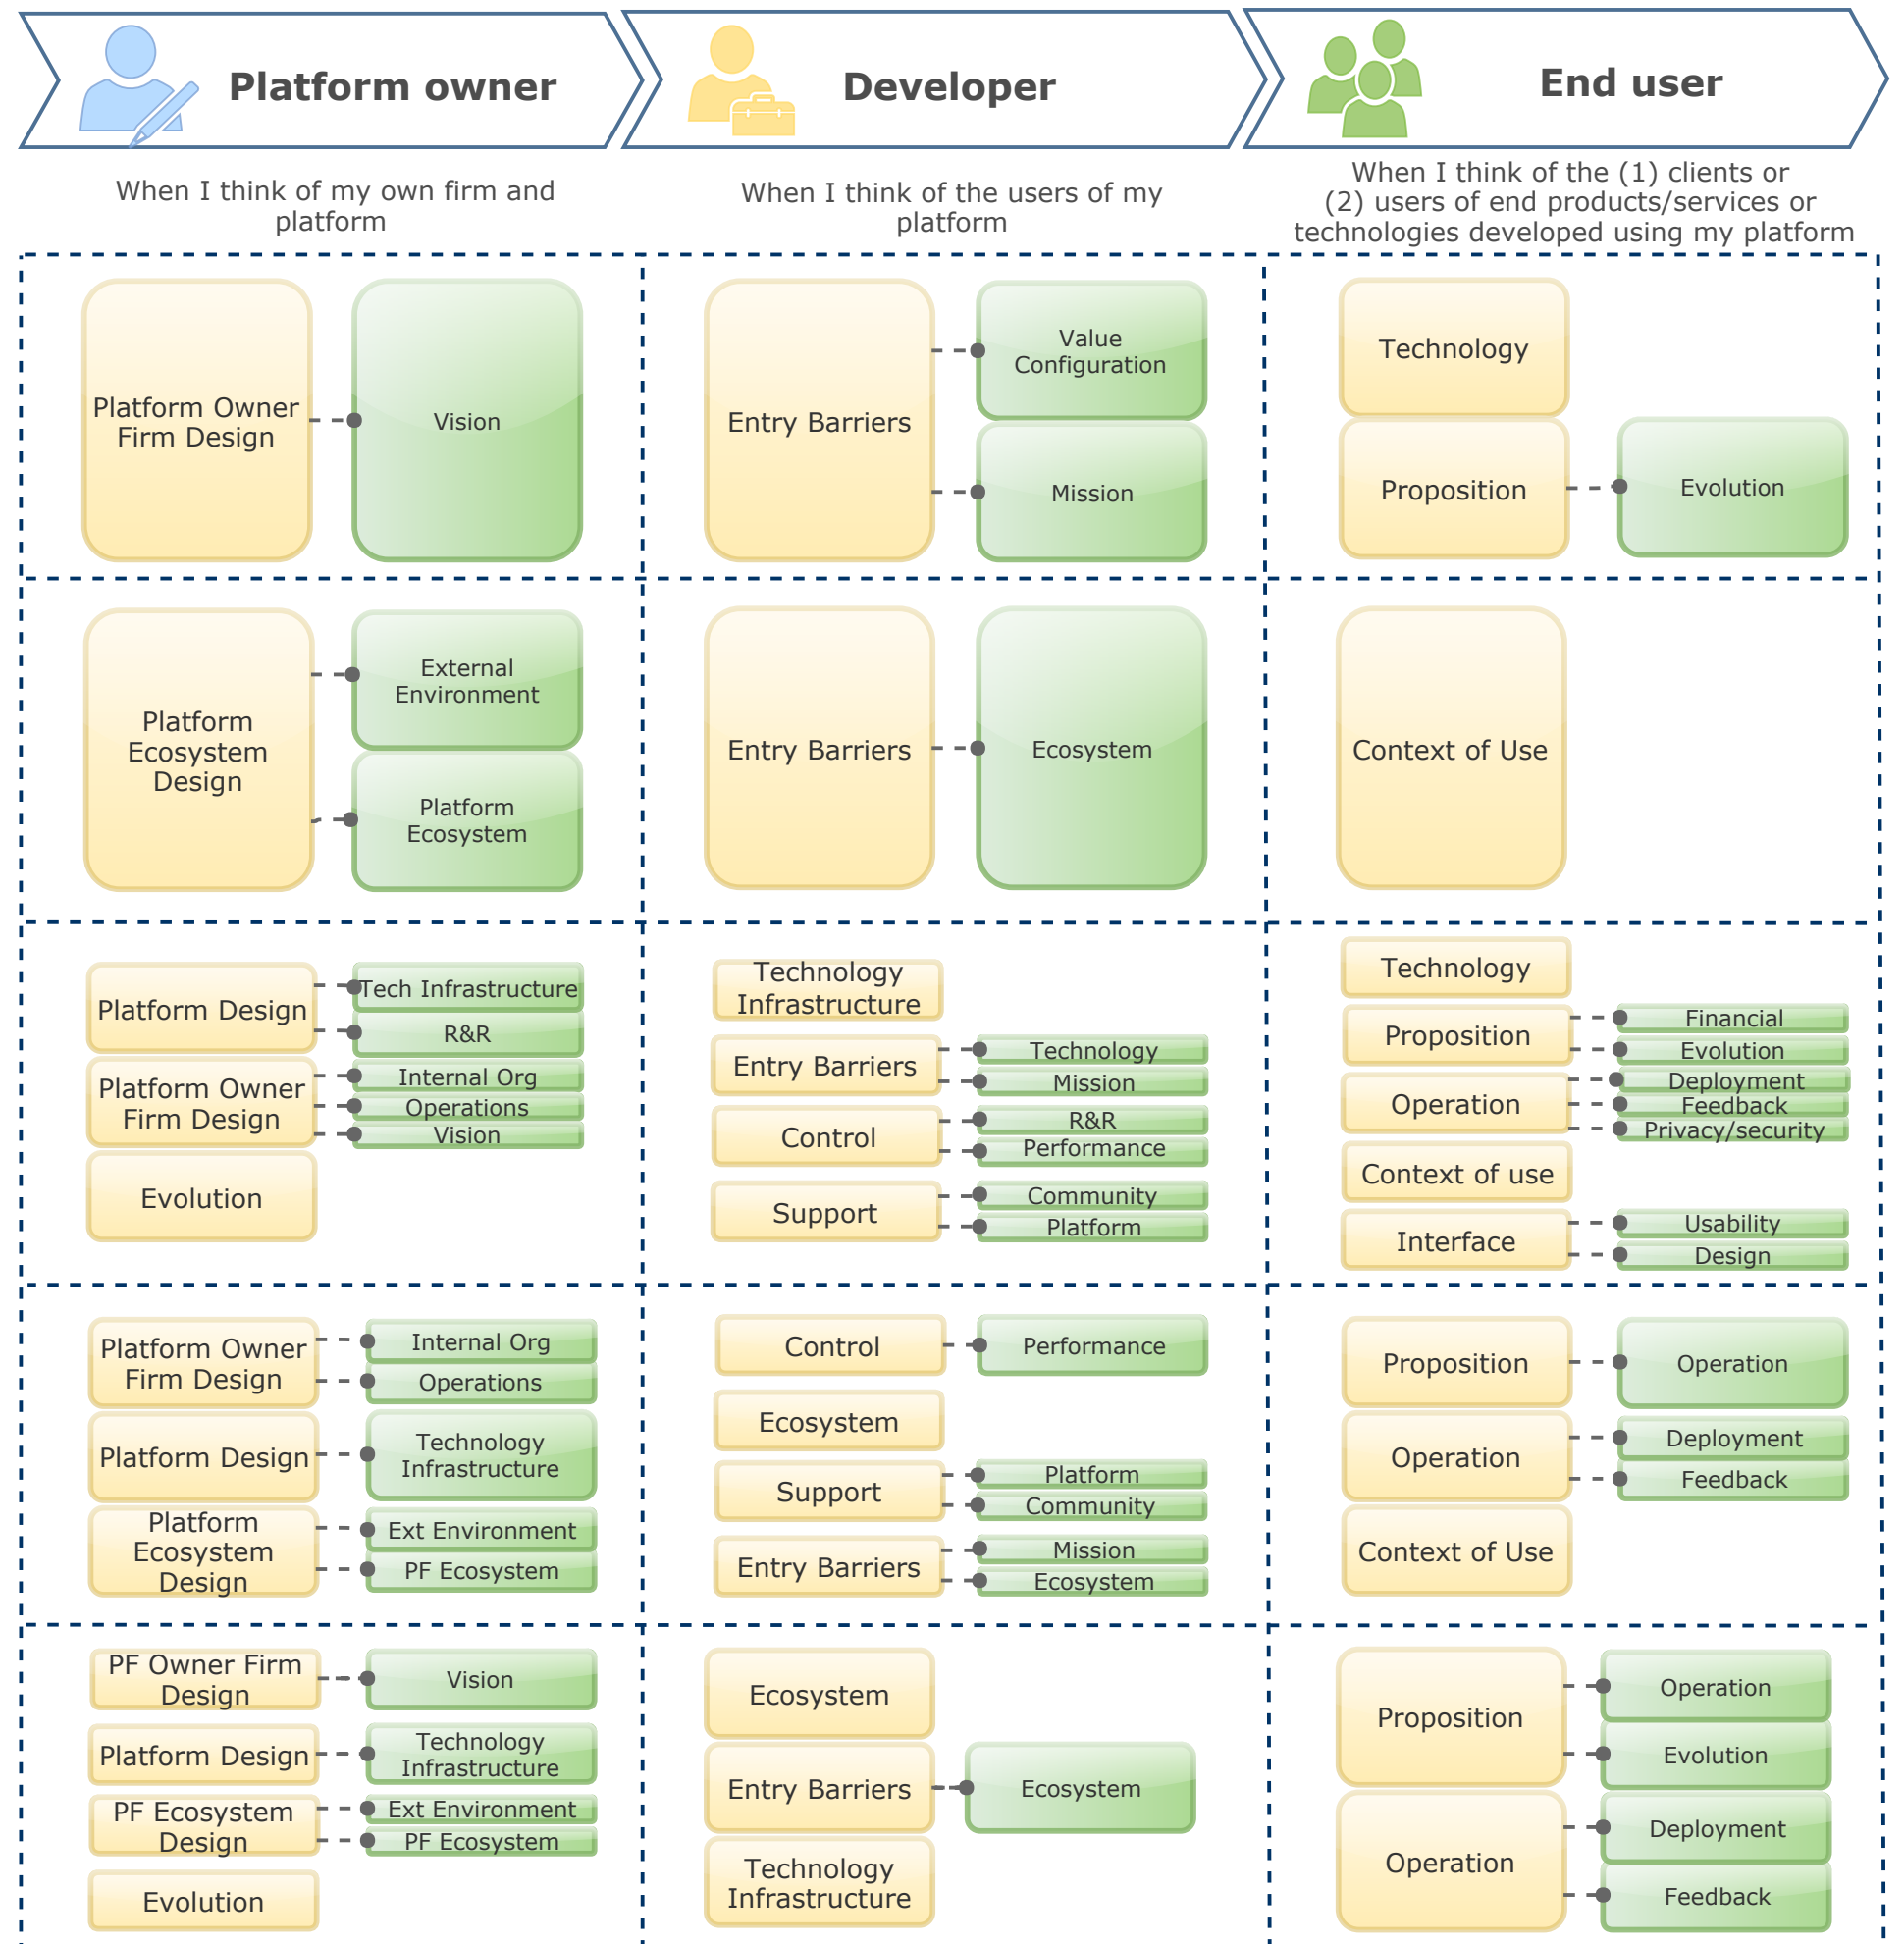 Platform owner
Developer
End user
When I think of my own firm and
platform
When I think of the users of my
platform
When I think of the (1) clients or
(2) users of end products/services or
technologies developed using my platform
Platform Owner
Firm Design
Vision
Entry Barriers
Value
Configuration
Mission
Technology
Proposition
Evolution
Platform
Ecosystem
Design
External
Environment
Platform
Ecosystem
Entry Barriers
Ecosystem
Context of Use
Platform Design
Tech Infrastructure
R&R
Platform Owner
Firm Design
Internal Org
Operations
Vision
Evolution
Technology
Infrastructure
Entry Barriers
Technology
Mission
Control
R&R
Performance
Support
Community
Platform
Technology
Proposition
Financial
Evolution
Operation
Deployment
Feedback
Privacy/security
Context of use
Interface
Usability
Design
Platform Owner
Firm Design
Internal Org
Operations
Platform Design
Technology
Infrastructure
Platform
Ecosystem
Design
Ext Environment
PF Ecosystem
Control
Performance
Ecosystem
Support
Platform
Community
Entry Barriers
Mission
Ecosystem
Proposition
Operation
Operation
Deployment
Feedback
Context of Use
PF Owner Firm
Design
Vision
Platform Design
Technology
Infrastructure
PF Ecosystem
Design
Ext Environment
PF Ecosystem
Evolution
Ecosystem
Entry Barriers
Ecosystem
Technology
Infrastructure
Proposition
Operation
Evolution
Operation
Deployment
Feedback